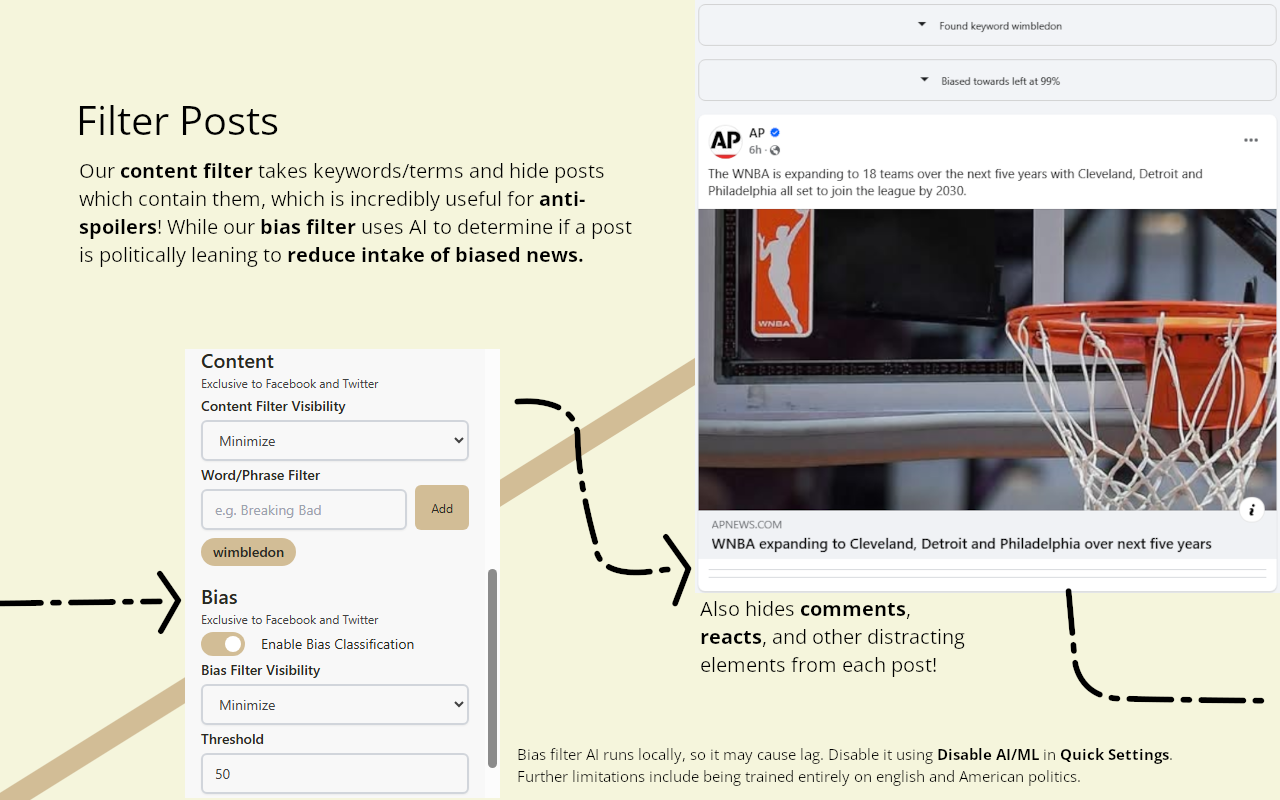 Filter Posts
Our content filter takes keywords/terms and hide posts
which contain them, which is incredibly useful for anti-
spoilers! While our bias filter uses AI to determine if a post
is politically leaning to reduce intake of biased news.
Content
Exclusive to Facebook and Twitter
Content Filter Visibility
Minimize
Word/Phrase Filter
e.g. Breaking Bad
Add
wimbledon
Bias
Exclusive to Facebook and Twitter
Enable Bias Classification
Bias Filter Visibility
Minimize
Threshold
50
Found keyword wimbledon
Biased towards left at 99%
AP
AP
6h ·
The WNBA is expanding to 18 teams over the next five years with Cleveland, Detroit and
Philadelphia all set to join the league by 2030.
WNBA
i
APNEWS.COM
WNBA expanding to Cleveland, Detroit and Philadelphia over next five years
Also hides comments,
reacts, and other distracting
elements from each post!
Bias filter AI runs locally, so it may cause lag. Disable it using Disable AI/ML in Quick Settings.
Further limitations include being trained entirely on english and American politics.